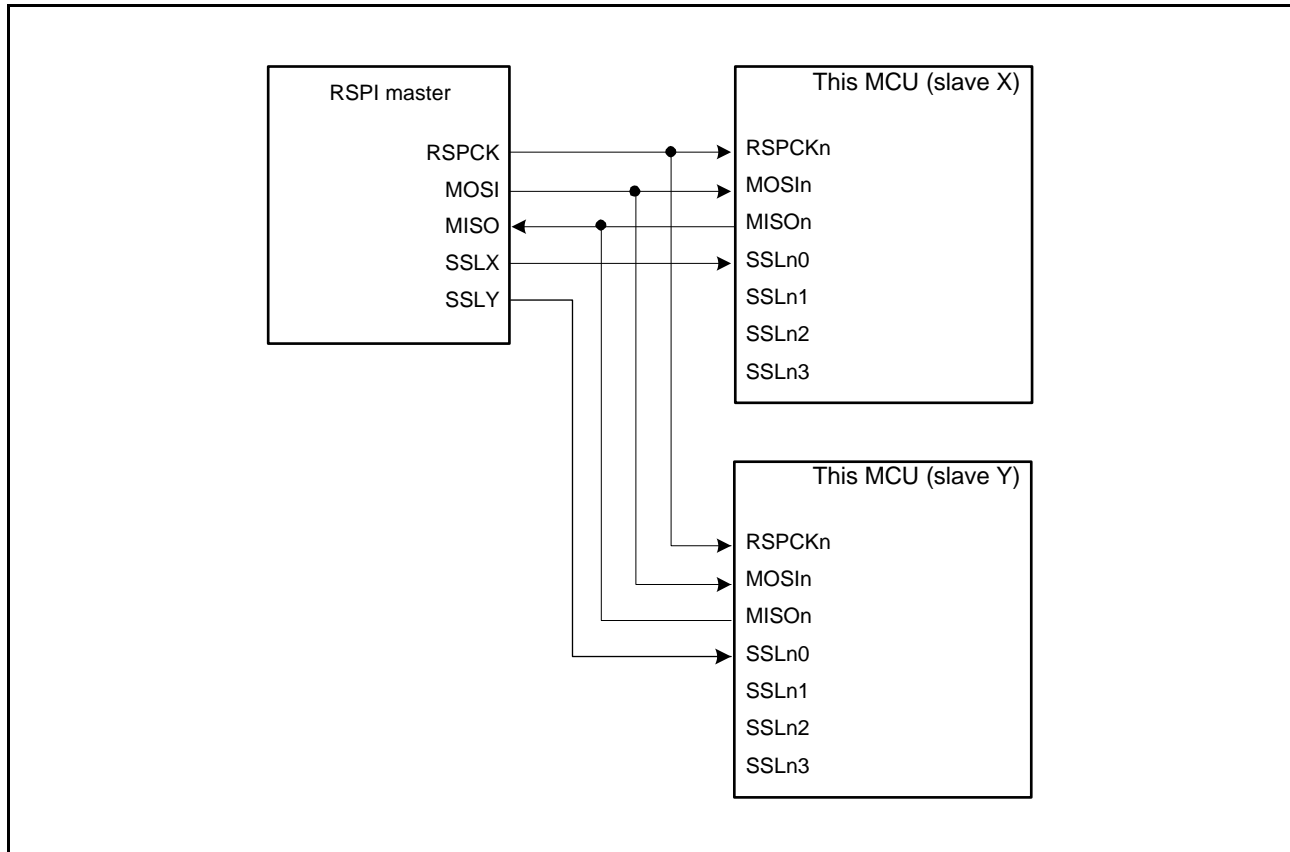 RSPI master
RSPCK
MOSI
MISO
SSLX
SSLY
This MCU (slave X)
RSPCKn
MOSIn
MISOn
SSLn0
SSLn1
SSLn2
SSLn3
This MCU (slave Y)
RSPCKn
MOSIn
MISOn
SSLn0
SSLn1
SSLn2
SSLn3